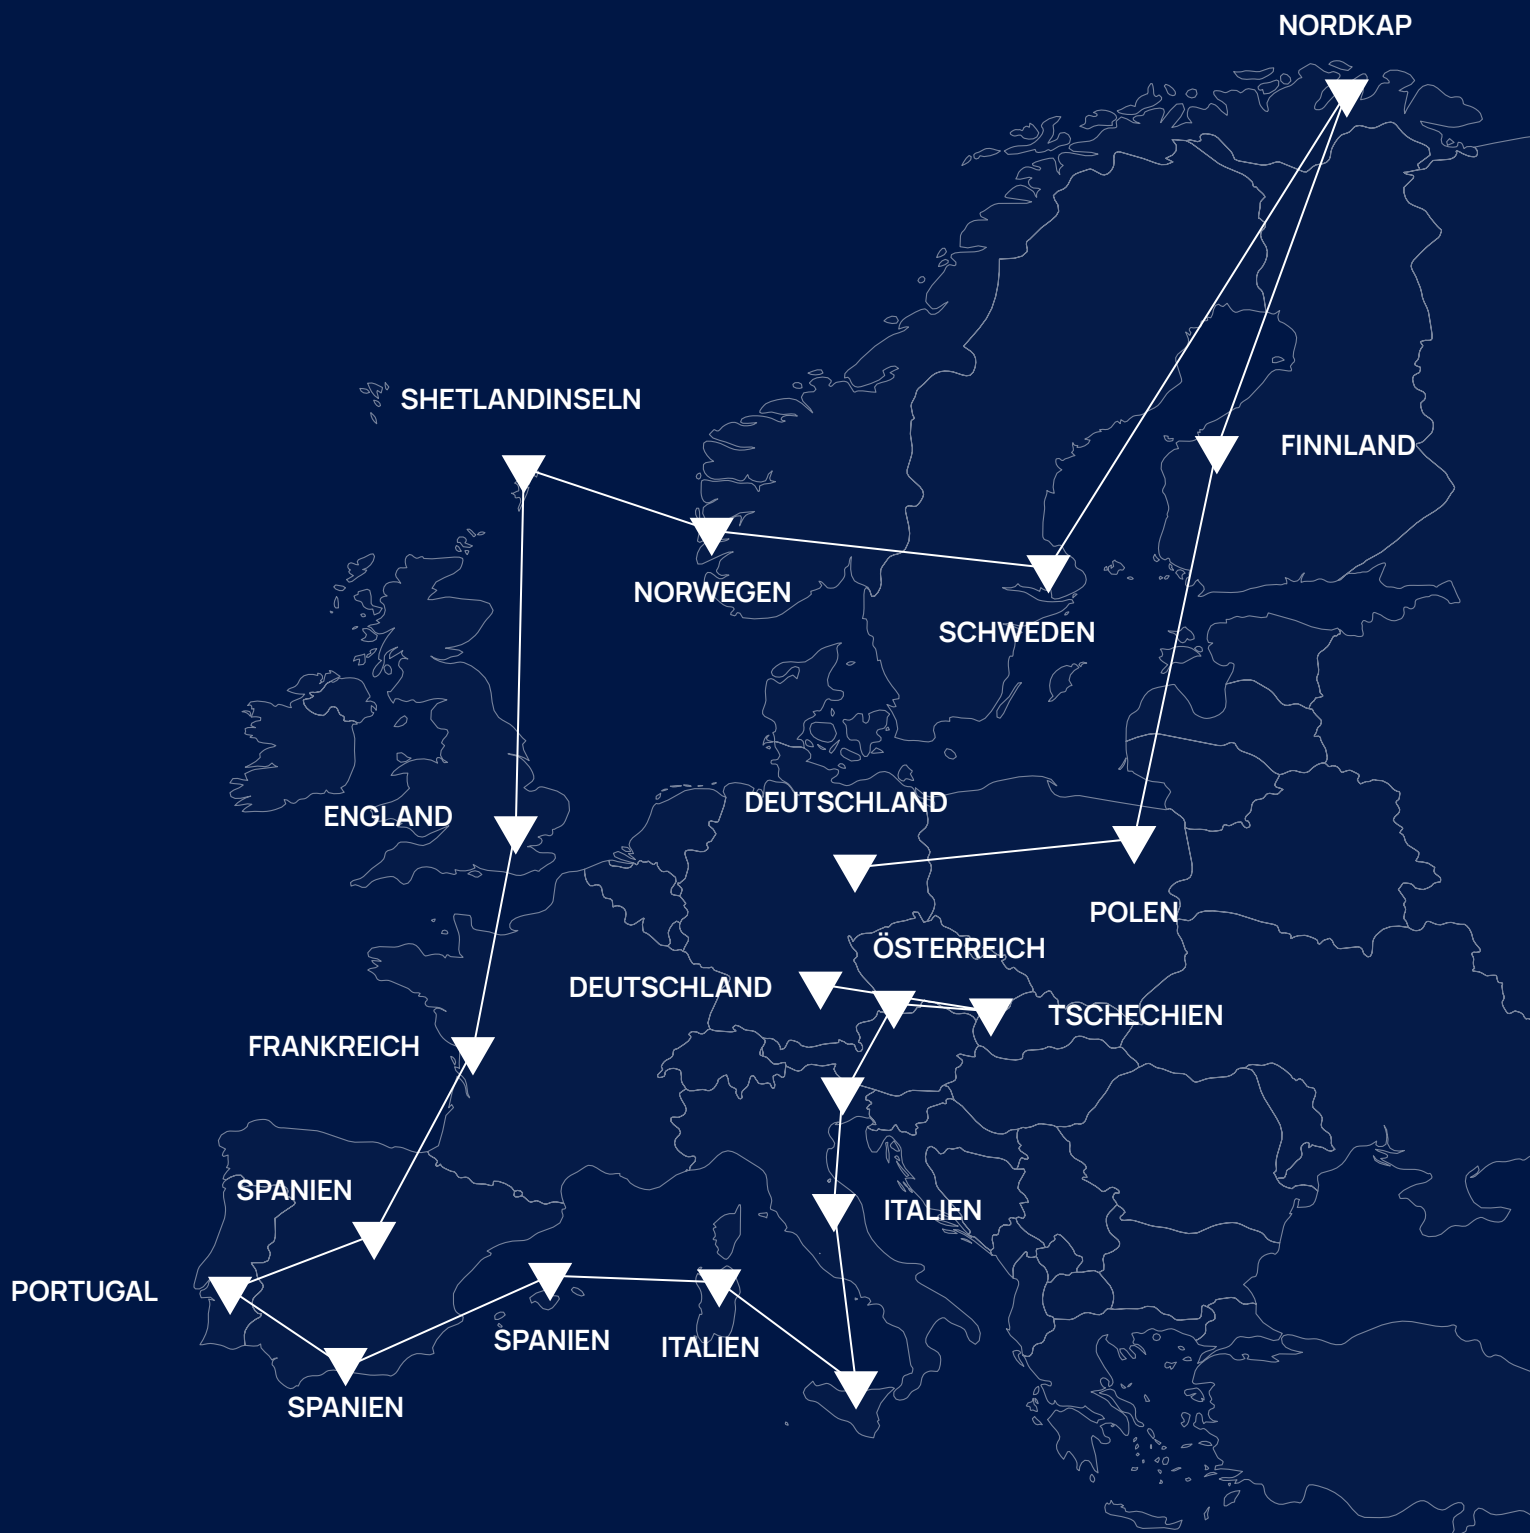 NORDKAP
SHETLANDINSELN
FINNLAND
NORWEGEN
SCHWEDEN
DEUTSCHLAND
ENGLAND
POLEN
ÖSTERREICH
DEUTSCHLAND
TSCHECHIEN
FRANKREICH
SPANIEN
ITALIEN
PORTUGAL
SPANIEN
ITALIEN
SPANIEN